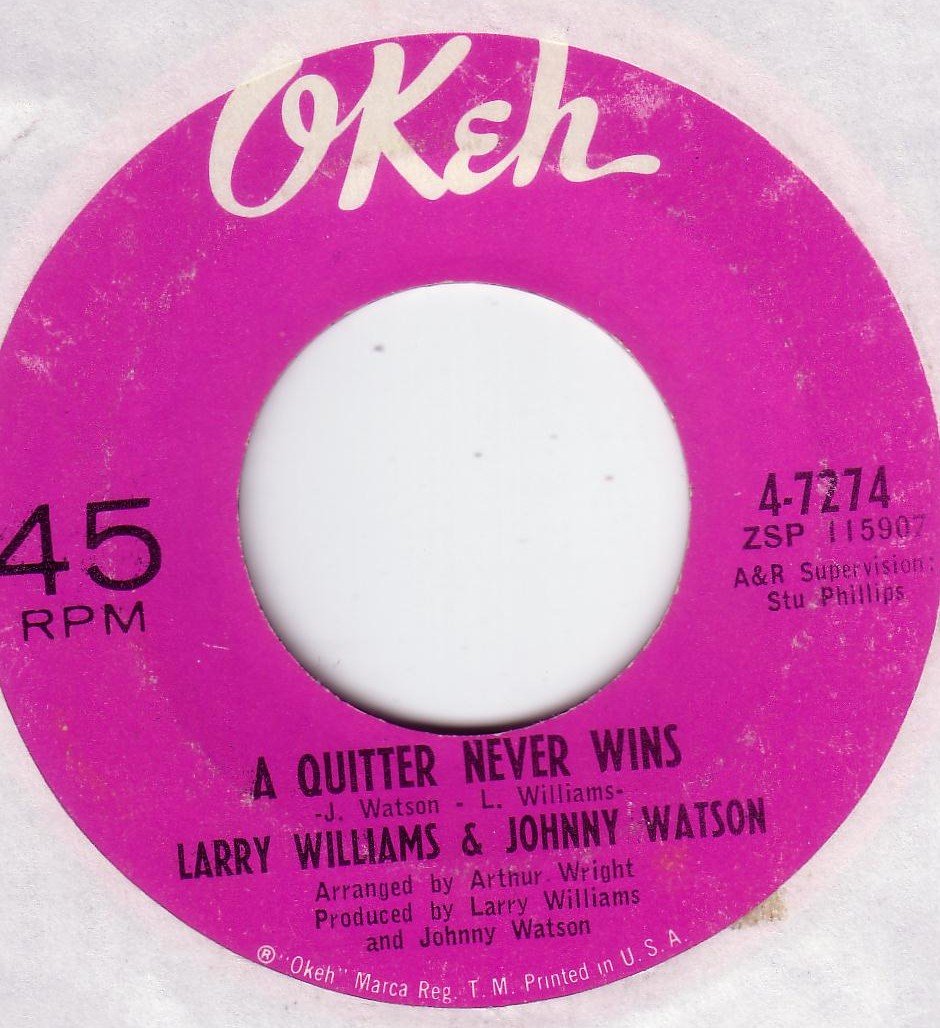 OKeh
45
RPM
4-7274
ZSP 115907
A&R Supervision:
Stu Phillips
A QUITTER NEVER WINS
-J. Watson - L. Williams-
LARRY WILLIAMS & JOHNNY WATSON
Arranged by Arthur Wright
Produced by Larry Williams
and Johnny Watson
® "Okeh" Marca Reg. T. M. Printed in U. S. A.